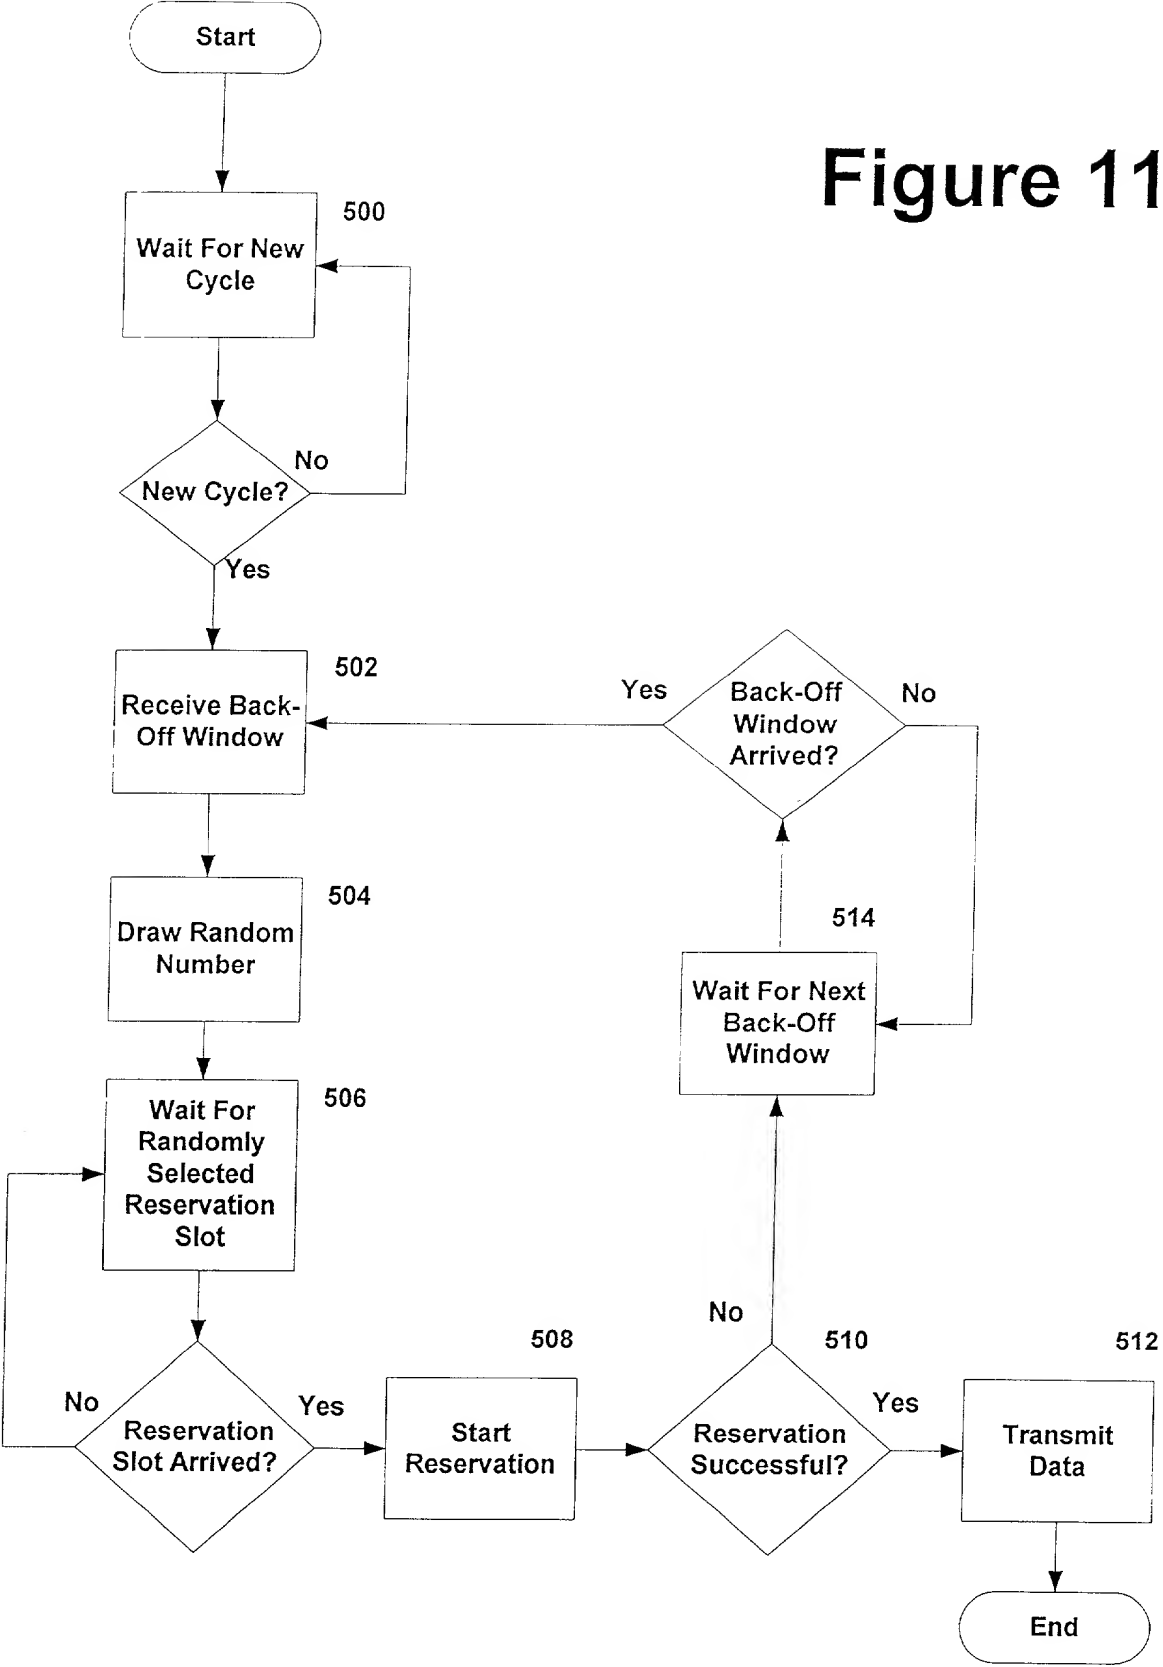 Start
Figure 11
500
Wait For New
Cycle
No
New Cycle?
Yes
502
Receive Back-
Off Window
Yes
Back-Off
Window
Arrived?
No
504
Draw Random
Number
514
Wait For Next
Back-Off
Window
506
Wait For
Randomly
Selected
Reservation
Slot
No
Reservation
Slot Arrived?
Yes
508
Start
Reservation
No
510
Reservation
Successful?
Yes
512
Transmit
Data
End